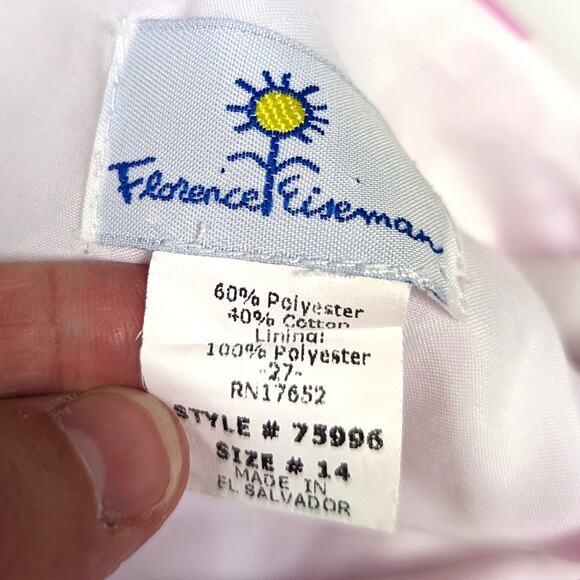 Florence Eiseman
60% Polyester
40% Cotton
Lining:
100% Polyester
-27-
RN17652
STYLE # 75996
SIZE # 14
MADE IN
EL SALVADOR